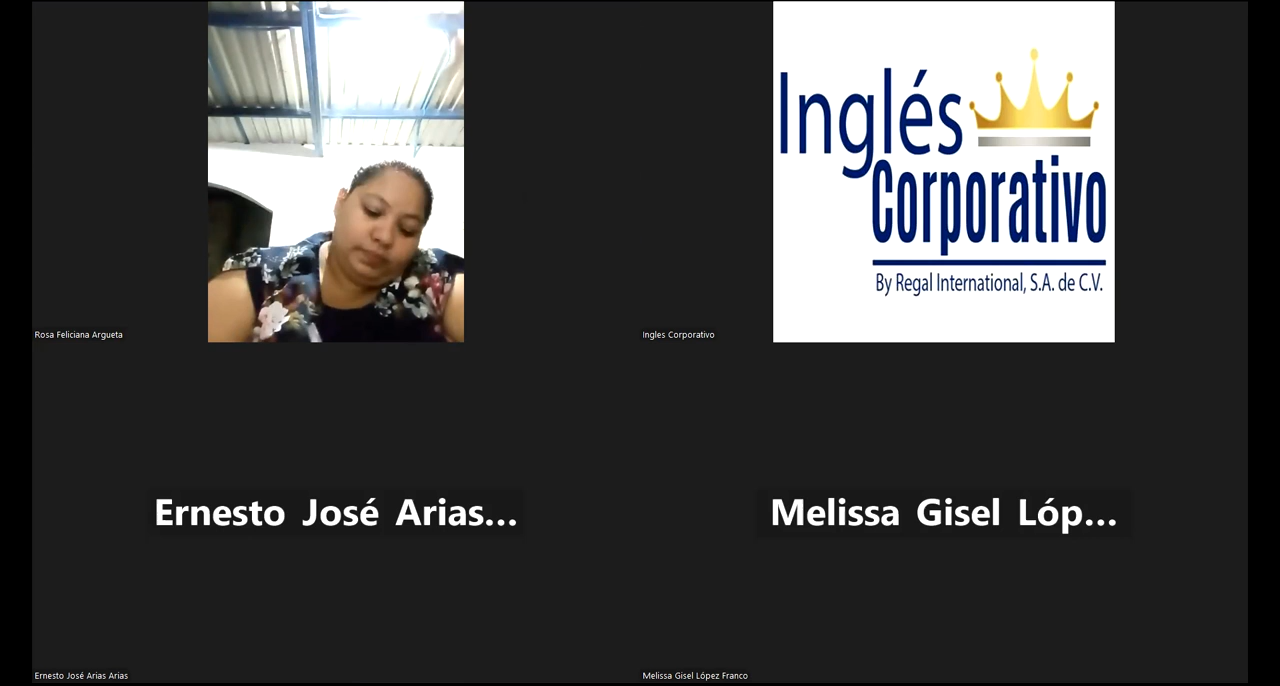 Inglés
Corporativo
By Regal International, S.A. de C.V.
Rosa Feliciana Argueta
Ingles Corporativo
Ernesto José Arias...
Melissa Gisel Lóp...
Ernesto José Arias Arias
Melissa Gisel López Franco